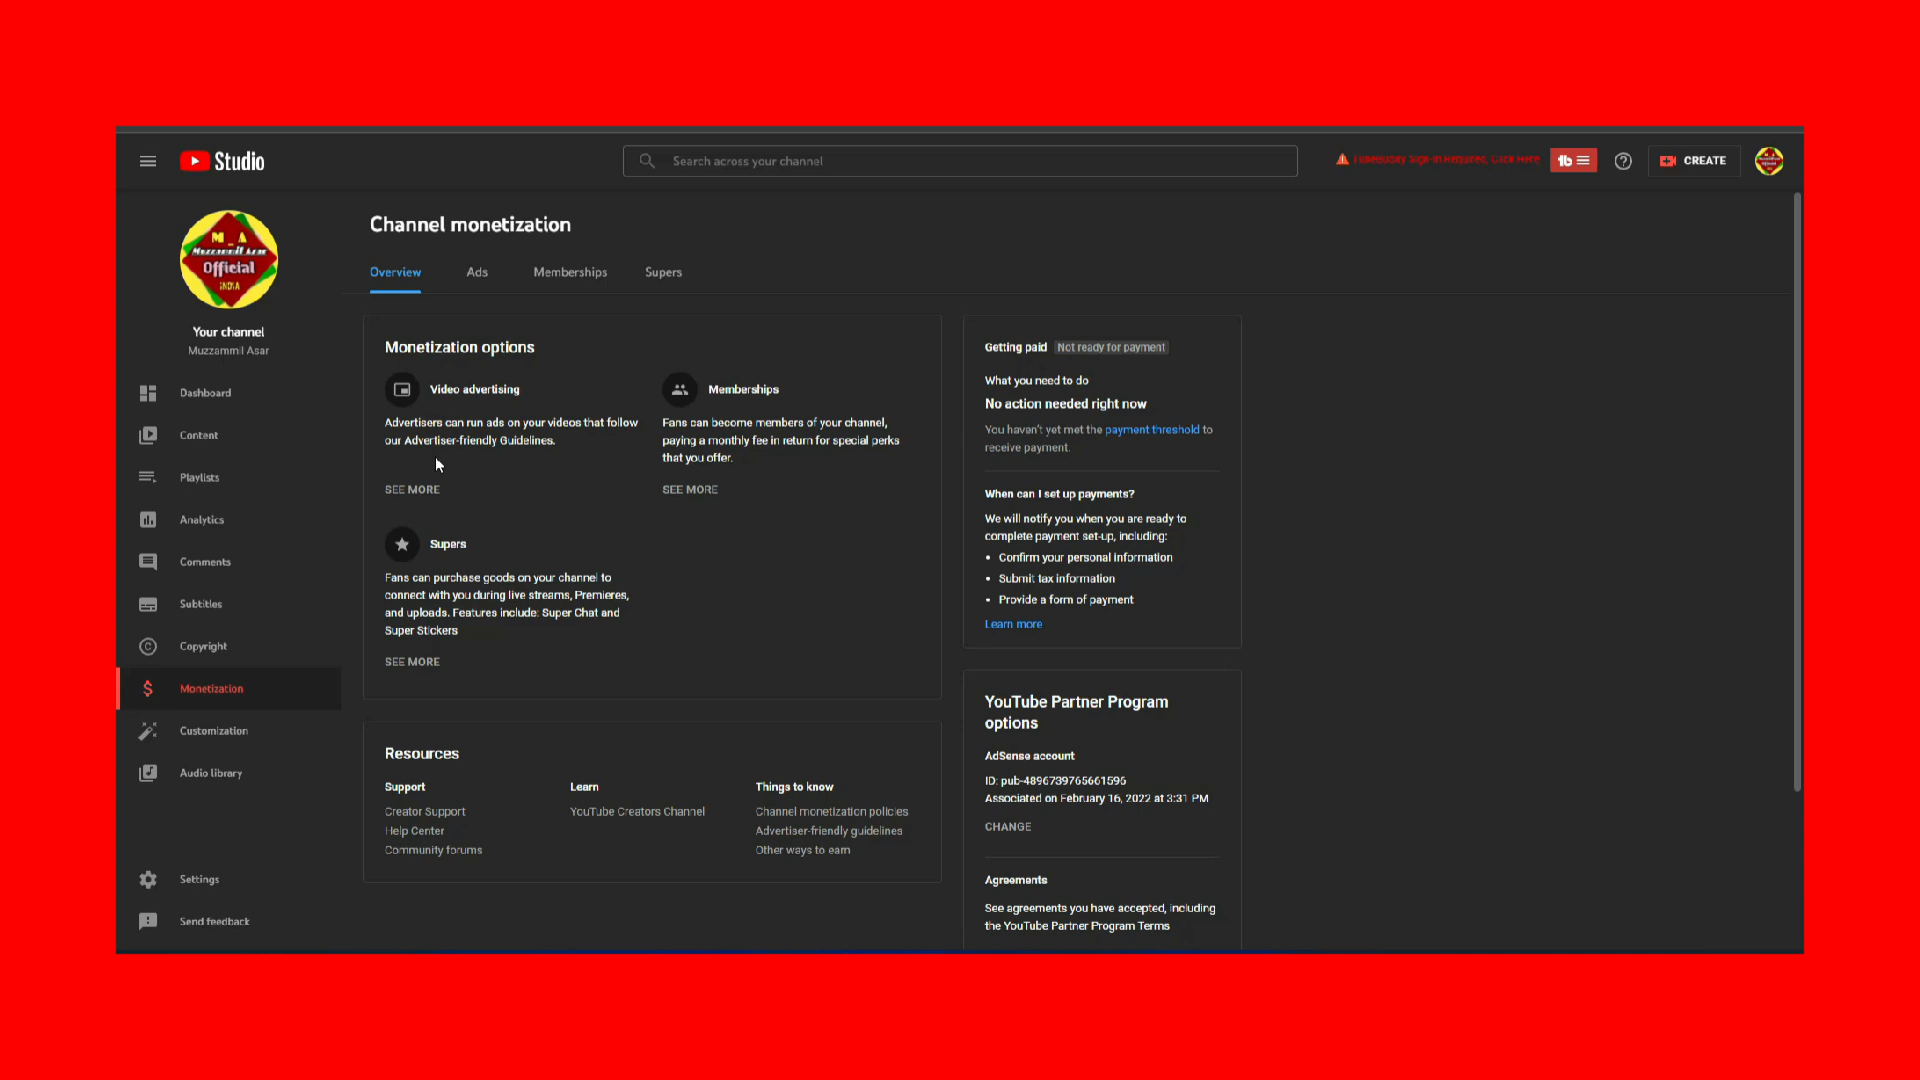 Studio
Search across your channel
TubeBuddy Sign-In Required, Click Here
CREATE
M A
Muzzammil Asar
Official
INDIA
Your channel
Muzzammil Asar
Dashboard
Content
Playlists
Analytics
Comments
Subtitles
Copyright
Monetization
Customization
Audio library
Settings
Send feedback
Channel monetization
Overview
Ads
Memberships
Supers
Monetization options
Video advertising
Advertisers can run ads on your videos that follow
our Advertiser-friendly Guidelines.
SEE MORE
Memberships
Fans can become members of your channel,
paying a monthly fee in return for special perks
that you offer.
SEE MORE
Supers
Fans can purchase goods on your channel to
connect with you during live streams, Premieres,
and uploads. Features include: Super Chat and
Super Stickers
SEE MORE
Resources
Support
Creator Support
Help Center
Community forums
Learn
YouTube Creators Channel
Things to know
Channel monetization policies
Advertiser-friendly guidelines
Other ways to earn
Getting paid Not ready for payment
What you need to do
No action needed right now
You haven't yet met the payment threshold to
receive payment.
When can I set up payments?
We will notify you when you are ready to
complete payment set-up, including:
• Confirm your personal information
• Submit tax information
• Provide a form of payment
Learn more
YouTube Partner Program
options
AdSense account
ID: pub-4896739765661596
Associated on February 16, 2022 at 3:31 PM
CHANGE
Agreements
See agreements you have accepted, including
the YouTube Partner Program Terms